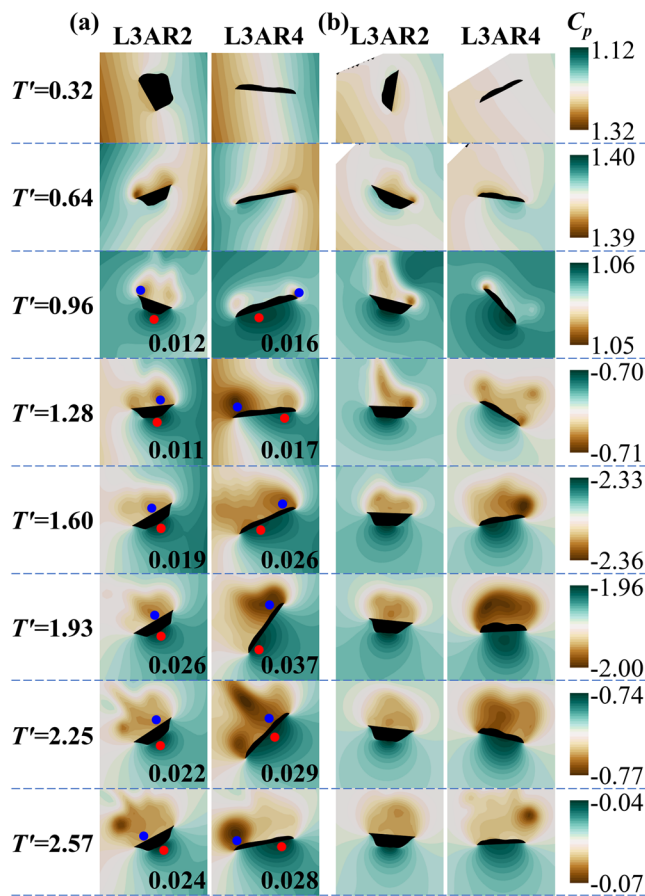 (a) (b) Cp
L3AR2 L3AR4 L3AR2 L3AR4
T'=0.32 1.12 1.32
T'=0.64 1.40 1.39
T'=0.96 0.012 0.016 1.06 1.05
T'=1.28 0.011 0.017 -0.70 -0.71
T'=1.60 0.019 0.026 -2.33 -2.36
T'=1.93 0.026 0.037 -1.96 -2.00
T'=2.25 0.022 0.029 -0.74 -0.77
T'=2.57 0.024 0.028 -0.04 -0.07